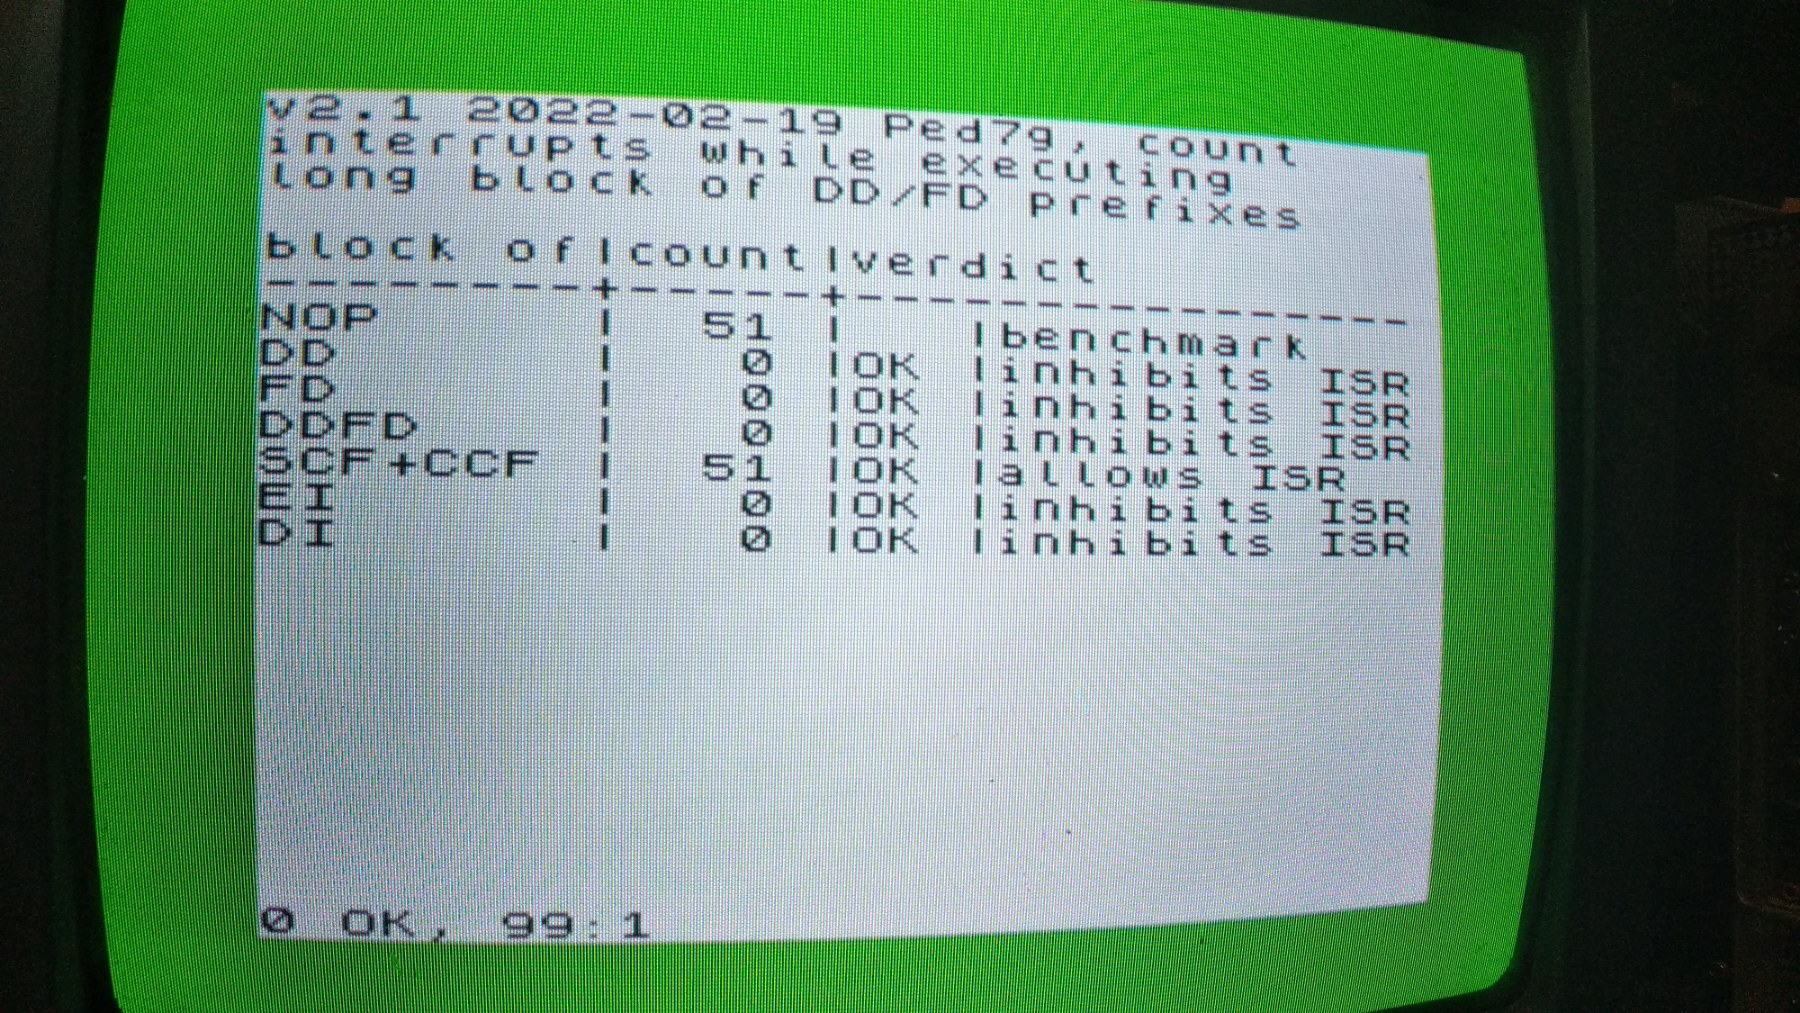 v2.1 2022-02-19 Ped7g, count
interrupts while executing
long block of DD/FD prefixes
block of|count|verdict
--------+-----+---------------
NOP | 51 | |benchmark
DD | 0 |OK |inhibits ISR
FD | 0 |OK |inhibits ISR
DDFD | 0 |OK |inhibits ISR
SCF+CCF | 51 |OK |allows ISR
EI | 0 |OK |inhibits ISR
DI | 0 |OK |inhibits ISR
0 OK, 99:1